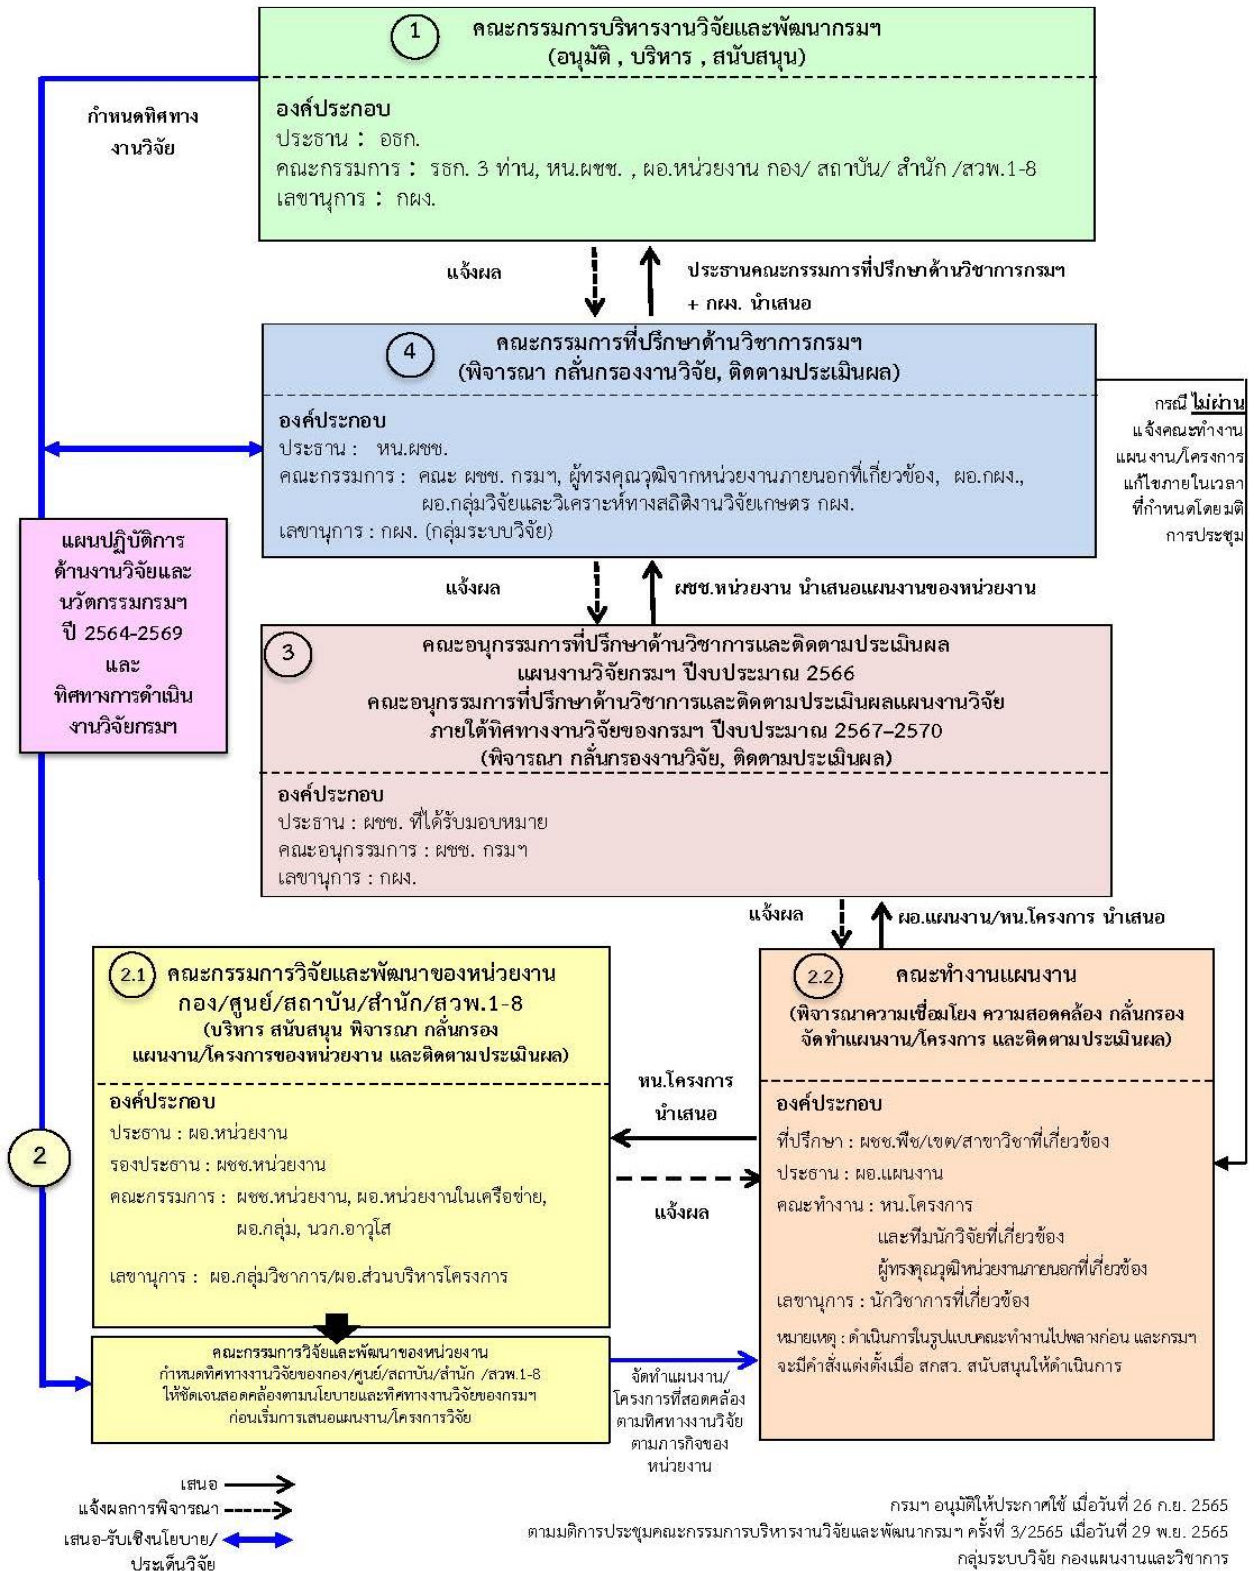 1
คณะกรรมการบริหารงานวิจัยและพัฒนากรมฯ
(อนุมัติ , บริหาร , สนับสนุน)
กำหนดทิศทาง
งานวิจัย
องค์ประกอบ
ประธาน : อธก.
คณะกรรมการ : รธก. 3 ท่าน, หน.ผชช. , ผอ.หน่วยงาน กอง/ สถาบัน/ สำนัก /สวพ.1-8
เลขานุการ : กผง.
แจ้งผล
ประธานคณะกรรมการที่ปรึกษาด้านวิชาการกรมฯ
+ กผง. นำเสนอ
4
คณะกรรมการที่ปรึกษาด้านวิชาการกรมฯ
(พิจารณา กลั่นกรองงานวิจัย, ติดตามประเมินผล)
องค์ประกอบ
ประธาน : หน.ผชช.
คณะกรรมการ : คณะ ผชช. กรมฯ, ผู้ทรงคุณวุฒิจากหน่วยงานภายนอกที่เกี่ยวข้อง, ผอ.กผง.,
ผอ.กลุ่มวิจัยและวิเคราะห์ทางสถิติงานวิจัยเกษตร กผง.
เลขานุการ : กผง. (กลุ่มระบบวิจัย)
กรณี ไม่ผ่าน
แจ้งคณะทำงาน
แผนงาน/โครงการ
แก้ไขภายในเวลา
ที่กำหนดโดยมติ
การประชุม
แผนปฏิบัติการ
ด้านงานวิจัยและ
นวัตกรรมกรมฯ
ปี 2564-2569
และ
ทิศทางการดำเนิน
งานวิจัยกรมฯ
แจ้งผล
ผชช.หน่วยงาน นำเสนอแผนงานของหน่วยงาน
3
คณะอนุกรรมการที่ปรึกษาด้านวิชาการและติดตามประเมินผล
แผนงานวิจัยกรมฯ ปีงบประมาณ 2566
คณะอนุกรรมการที่ปรึกษาด้านวิชาการและติดตามประเมินผลแผนงานวิจัย
ภายใต้ทิศทางงานวิจัยของกรมฯ ปีงบประมาณ 2567–2570
(พิจารณา กลั่นกรองงานวิจัย, ติดตามประเมินผล)
องค์ประกอบ
ประธาน : ผชช. ที่ได้รับมอบหมาย
คณะอนุกรรมการ : ผชช. กรมฯ
เลขานุการ : กผง.
แจ้งผล
ผอ.แผนงาน/หน.โครงการ นำเสนอ
2
2.1 คณะกรรมการวิจัยและพัฒนาของหน่วยงาน
กอง/ศูนย์/สถาบัน/สำนัก/สวพ.1-8
(บริหาร สนับสนุน พิจารณา กลั่นกรอง
แผนงาน/โครงการของหน่วยงาน และติดตามประเมินผล)
องค์ประกอบ
ประธาน : ผอ.หน่วยงาน
รองประธาน : ผชช.หน่วยงาน
คณะกรรมการ : ผชช.หน่วยงาน, ผอ.หน่วยงานในเครือข่าย,
ผอ.กลุ่ม, นวก.อาวุโส
เลขานุการ : ผอ.กลุ่มวิชาการ/ผอ.ส่วนบริหารโครงการ
หน.โครงการ
นำเสนอ
แจ้งผล
2.2 คณะทำงานแผนงาน
(พิจารณาความเชื่อมโยง ความสอดคล้อง กลั่นกรอง
จัดทำแผนงาน/โครงการ และติดตามประเมินผล)
องค์ประกอบ
ที่ปรึกษา : ผชช.พืช/เขต/สาขาวิชาที่เกี่ยวข้อง
ประธาน : ผอ.แผนงาน
คณะทำงาน : หน.โครงการ
และทีมนักวิจัยที่เกี่ยวข้อง
ผู้ทรงคุณวุฒิหน่วยงานภายนอกที่เกี่ยวข้อง
เลขานุการ : นักวิชาการที่เกี่ยวข้อง
หมายเหตุ : ดำเนินการในรูปแบบคณะทำงานไปพลางก่อน และกรมฯ
จะมีคำสั่งแต่งตั้งเมื่อ สกสว. สนับสนุนให้ดำเนินการ
คณะกรรมการวิจัยและพัฒนาของหน่วยงาน
กำหนดทิศทางงานวิจัยของกอง/ศูนย์/สถาบัน/สำนัก /สวพ.1-8
ให้ชัดเจนสอดคล้องตามนโยบายและทิศทางงานวิจัยของกรมฯ
ก่อนเริ่มการเสนอแผนงาน/โครงการวิจัย
จัดทำแผนงาน/
โครงการที่สอดคล้อง
ตามทิศทางงานวิจัย
ตามภารกิจของ
หน่วยงาน
เสนอ
แจ้งผลการพิจารณา
เสนอ-รับเชิงนโยบาย/
ประเด็นวิจัย
กรมฯ อนุมัติให้ประกาศใช้ เมื่อวันที่ 26 ก.ย. 2565
ตามมติการประชุมคณะกรรมการบริหารงานวิจัยและพัฒนากรมฯ ครั้งที่ 3/2565 เมื่อวันที่ 29 พ.ย. 2565
กลุ่มระบบวิจัย กองแผนงานและวิชาการ